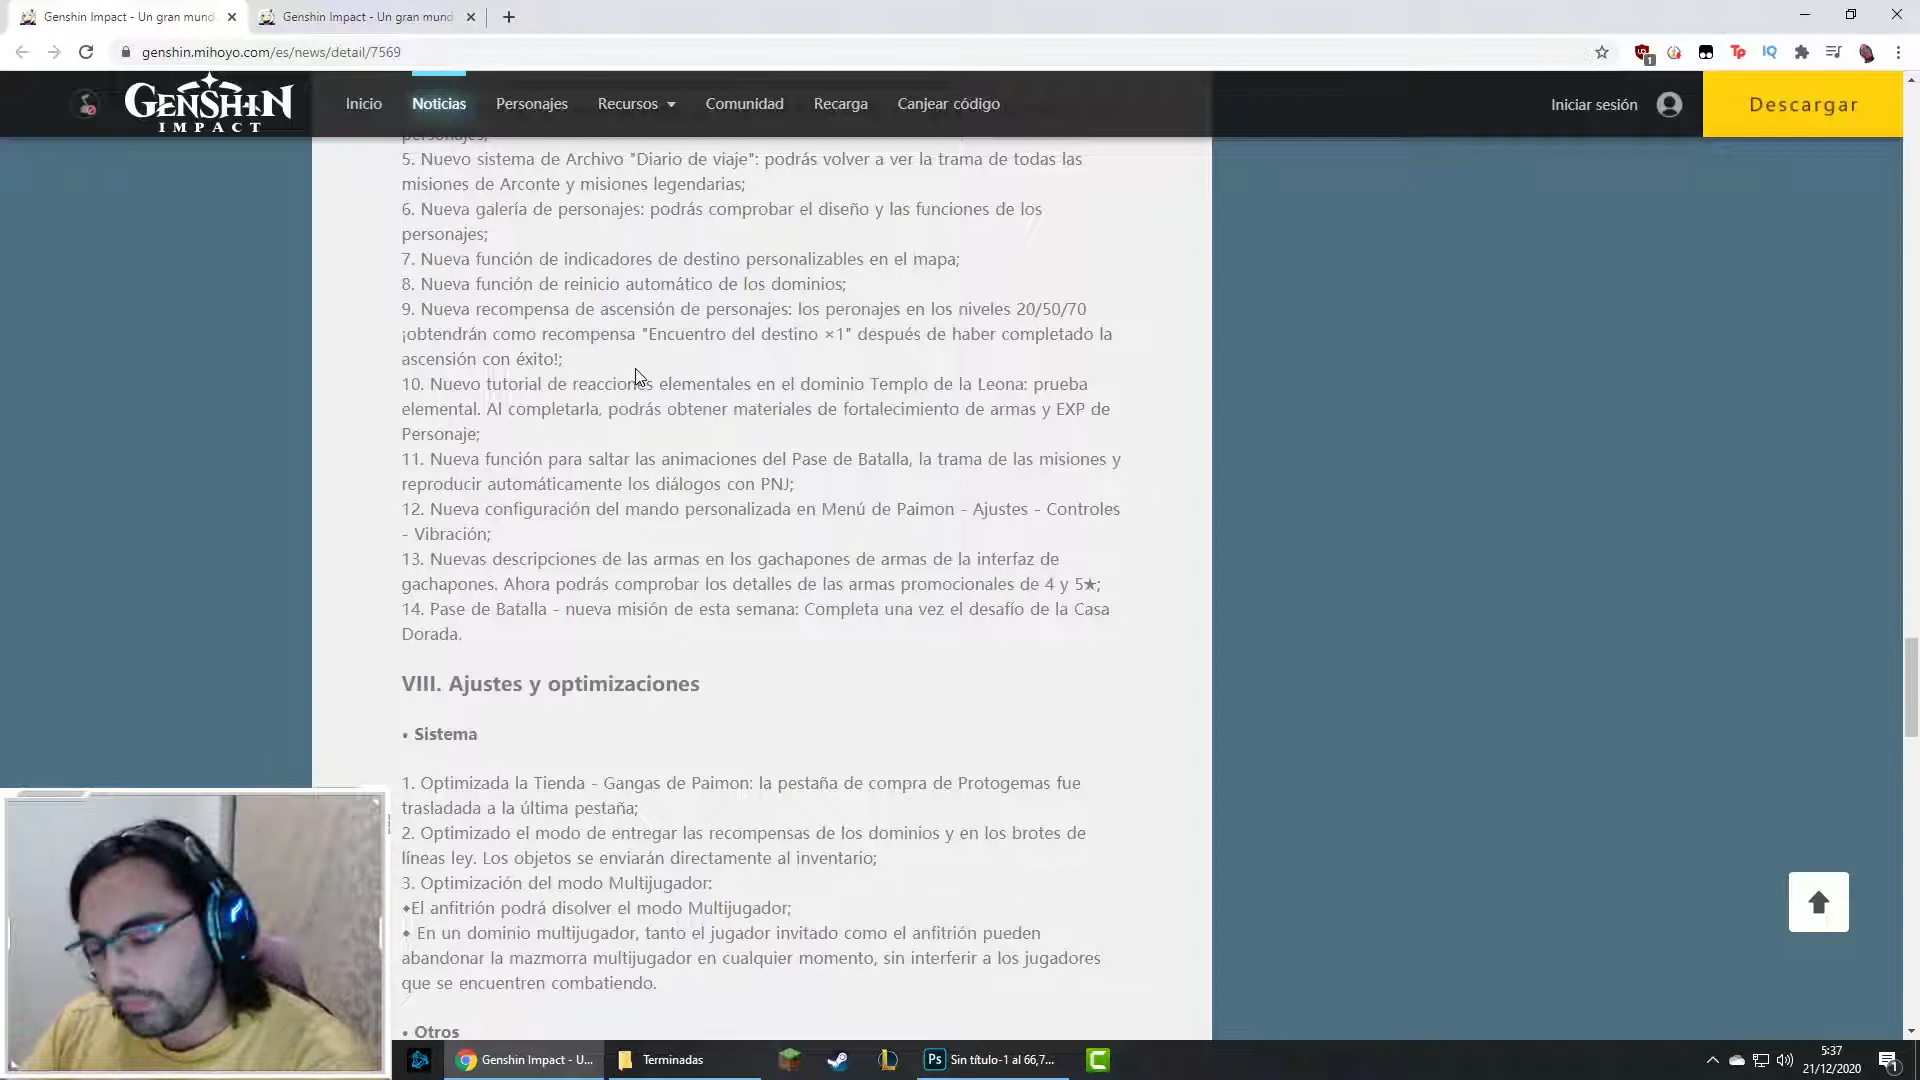 Genshin Impact - Un gran mund
Genshin Impact - Un gran mund
genshin.mihoyo.com/es/news/detail/7569
1
Tp
IQ
GENSHIN
IMPACT
Inicio
Noticias
Personajes
Recursos
Comunidad
Recarga
Canjear código
Iniciar sesión
Descargar
personajes;
5. Nuevo sistema de Archivo "Diario de viaje": podrás volver a ver la trama de todas las
misiones de Arconte y misiones legendarias;
6. Nueva galería de personajes: podrás comprobar el diseño y las funciones de los
personajes;
7. Nueva función de indicadores de destino personalizables en el mapa;
8. Nueva función de reinicio automático de los dominios;
9. Nueva recompensa de ascensión de personajes: los peronajes en los niveles 20/50/70
¡obtendrán como recompensa "Encuentro del destino ×1" después de haber completado la
ascensión con éxito!;
10. Nuevo tutorial de reacciones elementales en el dominio Templo de la Leona: prueba
elemental. Al completarla, podrás obtener materiales de fortalecimiento de armas y EXP de
Personaje;
11. Nueva función para saltar las animaciones del Pase de Batalla, la trama de las misiones y
reproducir automáticamente los diálogos con PNJ;
12. Nueva configuración del mando personalizada en Menú de Paimon - Ajustes - Controles
- Vibración;
13. Nuevas descripciones de las armas en los gachapones de armas de la interfaz de
gachapones. Ahora podrás comprobar los detalles de las armas promocionales de 4 y 5★;
14. Pase de Batalla - nueva misión de esta semana: Completa una vez el desafío de la Casa
Dorada.
VIII. Ajustes y optimizaciones
• Sistema
1. Optimizada la Tienda - Gangas de Paimon: la pestaña de compra de Protogemas fue
trasladada a la última pestaña;
2. Optimizado el modo de entregar las recompensas de los dominios y en los brotes de
líneas ley. Los objetos se enviarán directamente al inventario;
3. Optimización del modo Multijugador:
✦El anfitrión podrá disolver el modo Multijugador;
✦ En un dominio multijugador, tanto el jugador invitado como el anfitrión pueden
abandonar la mazmorra multijugador en cualquier momento, sin interferir a los jugadores
que se encuentren combatiendo.
• Otros
Genshin Impact - U...
Terminadas
Ps
Sin título-1 al 66,7...
5:37
21/12/2020
1